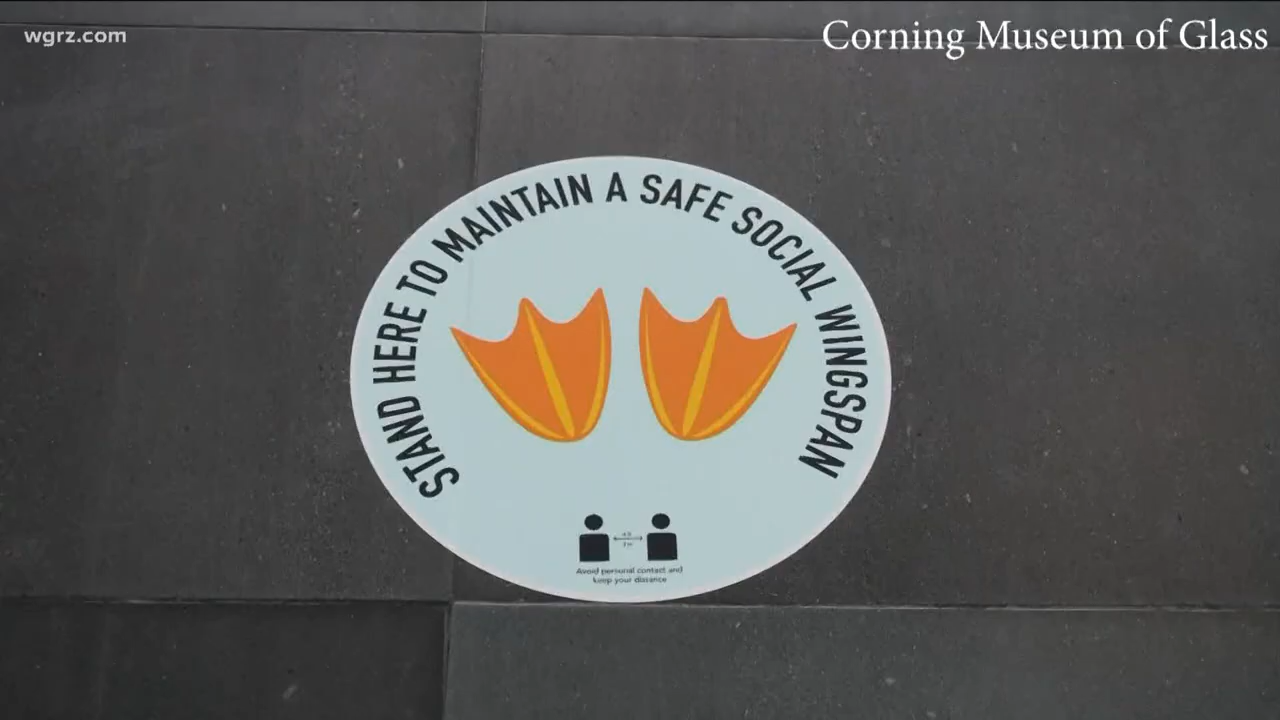 wgrz.com
Corning Museum of Glass
STAND HERE TO MAINTAIN A SAFE SOCIAL WINGSPAN
Avoid personal contact and
keep your distance